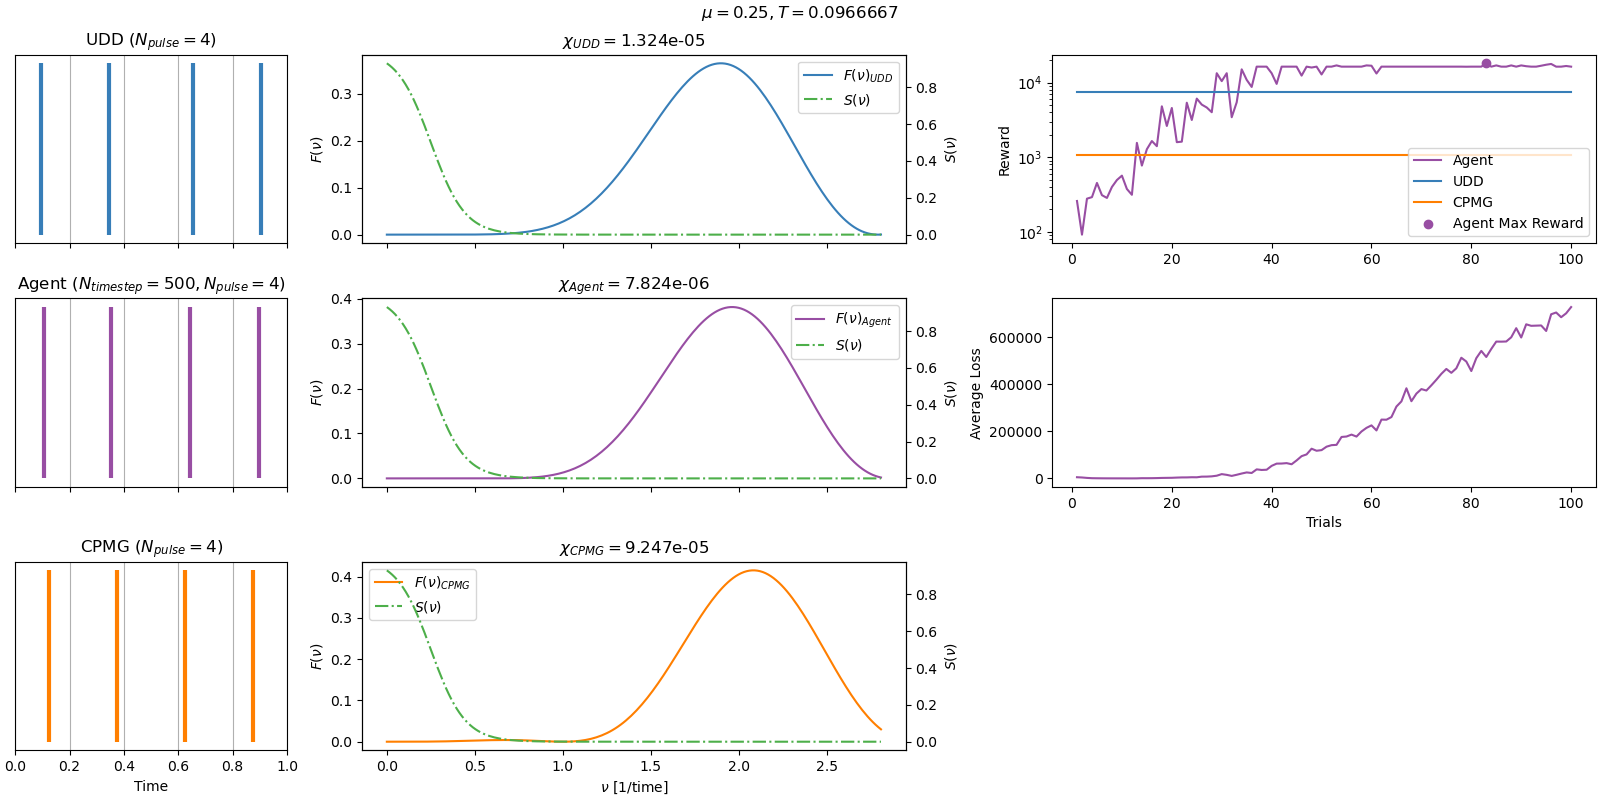 μ = 0.25, T = 0.0966667
UDD (N_pulse = 4)
χ_UDD = 1.324e-05
F(ν)
0.3
0.2
0.1
0.0
F(ν)_UDD
S(ν)
0.8
0.6
0.4
0.2
0.0
S(ν)
Reward
10^4
10^3
10^2
Agent
UDD
CPMG
Agent Max Reward
0 20 40 60 80 100
Agent (N_timestep = 500, N_pulse = 4)
χ_Agent = 7.824e-06
F(ν)
0.4
0.3
0.2
0.1
0.0
F(ν)_Agent
S(ν)
0.8
0.6
0.4
0.2
0.0
S(ν)
Average Loss
600000
400000
200000
0
0 20 40 60 80 100
Trials
CPMG (N_pulse = 4)
0.0 0.2 0.4 0.6 0.8 1.0
Time
χ_CPMG = 9.247e-05
F(ν)
0.4
0.3
0.2
0.1
0.0
F(ν)_CPMG
S(ν)
0.8
0.6
0.4
0.2
0.0
S(ν)
0.0 0.5 1.0 1.5 2.0 2.5
ν [1/time]